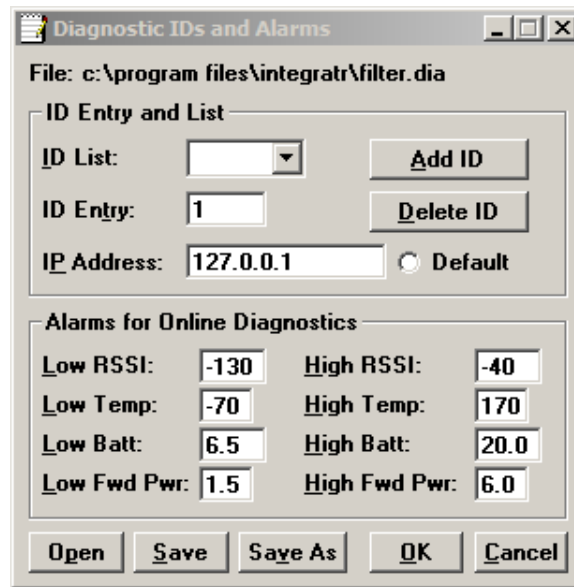 Diagnostic IDs and Alarms
File: c:\program files\integratr\filter.dia
ID Entry and List
ID List: Add ID
ID Entry: 1 Delete ID
IP Address: 127.0.0.1 Default
Alarms for Online Diagnostics
Low RSSI: -130 High RSSI: -40
Low Temp: -70 High Temp: 170
Low Batt: 6.5 High Batt: 20.0
Low Fwd Pwr: 1.5 High Fwd Pwr: 6.0
Open Save Save As OK Cancel